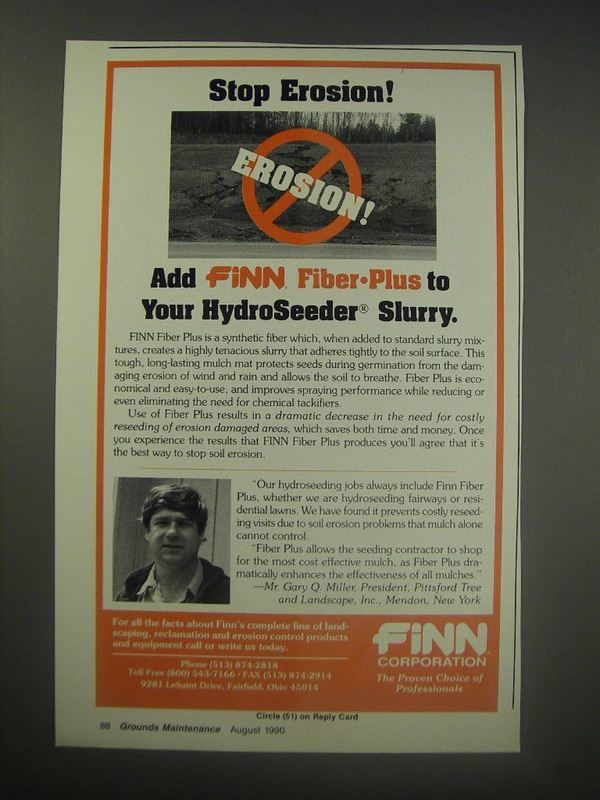 Stop Erosion!
EROSION!
Add FINN Fiber•Plus to
Your HydroSeeder® Slurry.
FINN Fiber Plus is a synthetic fiber which, when added to standard slurry mix-
tures, creates a highly tenacious slurry that adheres tightly to the soil surface. This
tough, long-lasting mulch mat protects seeds during germination from the dam-
aging erosion of wind and rain and allows the soil to breathe. Fiber Plus is eco-
nomical and easy-to-use, and improves spraying performance while reducing or
even eliminating the need for chemical tackifiers.
Use of Fiber Plus results in a dramatic decrease in the need for costly
reseeding of erosion damaged areas, which saves both time and money. Once
you experience the results that FINN Fiber Plus produces you'll agree that it's
the best way to stop soil erosion.
"Our hydroseeding jobs always include Finn Fiber
Plus, whether we are hydroseeding fairways or resi-
dential lawns. We have found it prevents costly reseed-
ing visits due to soil erosion problems that mulch alone
cannot control.
"Fiber Plus allows the seeding contractor to shop
for the most cost effective mulch, as Fiber Plus dra-
matically enhances the effectiveness of all mulches."
—Mr. Gary Q. Miller, President, Pittsford Tree
and Landscape, Inc., Mendon, New York
For all the facts about Finn's complete line of land-
scaping, reclamation and erosion control products
and equipment call or write us today.
Phone (513) 874-2818
Toll Free (800) 543-7166 • FAX (513) 874-2914
9281 LeSaint Drive, Fairfield, Ohio 45014
FINN
CORPORATION
The Proven Choice of
Professionals
Circle (51) on Reply Card
88 Grounds Maintenance August 1990